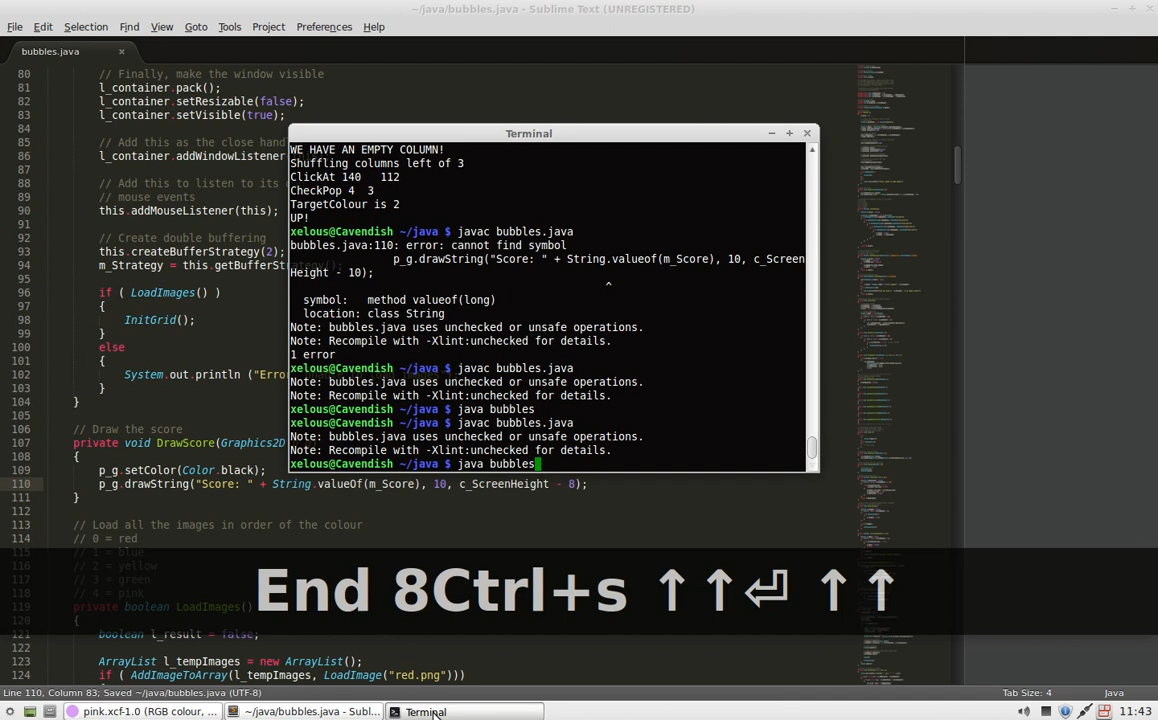 ~/java/bubbles.java - Sublime Text (UNREGISTERED)
File Edit Selection Find View Goto Tools Project Preferences Help
bubbles.java ×
80 // Finally, make the window visible
81 l_container.pack();
82 l_container.setResizable(false);
83 l_container.setVisible(true);
84
85 // Add this as the close hand
86 l_container.addWindowListener
87
88 // Add this to listen to its
89 // mouse events
90 this.addMouseListener(this);
91
92 // Create double buffering
93 this.createBufferStrategy(2);
94 m_Strategy = this.getBufferStrategy();
95
96 if ( LoadImages() )
97 {
98 InitGrid();
99 }
100 else
101 {
102 System.out.println ("Erro
103 }
104 }
105
106 // Draw the score
107 private void DrawScore(Graphics2D
108 {
109 p_g.setColor(Color.black);
110 p_g.drawString("Score: " + String.valueOf(m_Score), 10, c_ScreenHeight - 8);
111 }
112
113 // Load all the images in order of the colour
114 // 0 = red
115 // 1 = blue
116 // 2 = yellow
117 // 3 = green
118 // 4 = pink
119 private boolean LoadImages()
120 {
121 boolean l_result = false;
122
123 ArrayList l_tempImages = new ArrayList();
124 if ( AddImageToArray(l_tempImages, LoadImage("red.png")))
Terminal
WE HAVE AN EMPTY COLUMN!
Shuffling columns left of 3
ClickAt 140 112
CheckPop 4 3
TargetColour is 2
UP!
xelous@Cavendish ~/java $ javac bubbles.java
bubbles.java:110: error: cannot find symbol
p_g.drawString("Score: " + String.valueof(m_Score), 10, c_Screen
Height - 10);
^
symbol: method valueof(long)
location: class String
Note: bubbles.java uses unchecked or unsafe operations.
Note: Recompile with -Xlint:unchecked for details.
1 error
xelous@Cavendish ~/java $ javac bubbles.java
Note: bubbles.java uses unchecked or unsafe operations.
Note: Recompile with -Xlint:unchecked for details.
xelous@Cavendish ~/java $ java bubbles
xelous@Cavendish ~/java $ javac bubbles.java
Note: bubbles.java uses unchecked or unsafe operations.
Note: Recompile with -Xlint:unchecked for details.
xelous@Cavendish ~/java $ java bubbles
End 8Ctrl+s ↑↑⏎ ↑↑
Line 110, Column 83; Saved ~/java/bubbles.java (UTF-8) Tab Size: 4 Java
pink.xcf-1.0 (RGB colour, ... ~/java/bubbles.java - Subl... Terminal 11:43